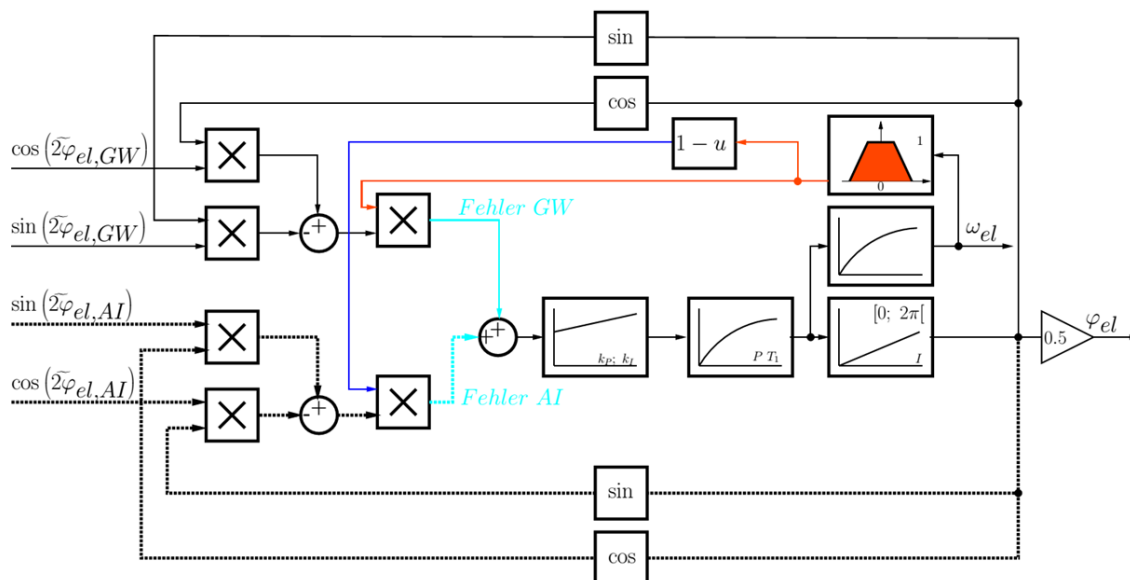 sin
cos
cos (2φ̃el,GW)
1 − u
1
0
sin (2φ̃el,GW)
- +
Fehler GW
ωel
sin (2φ̃el,AI)
[0; 2π[
+ +
kP; kI
P T1
I
0.5
φel
cos (2φ̃el,AI)
- +
Fehler AI
sin
cos